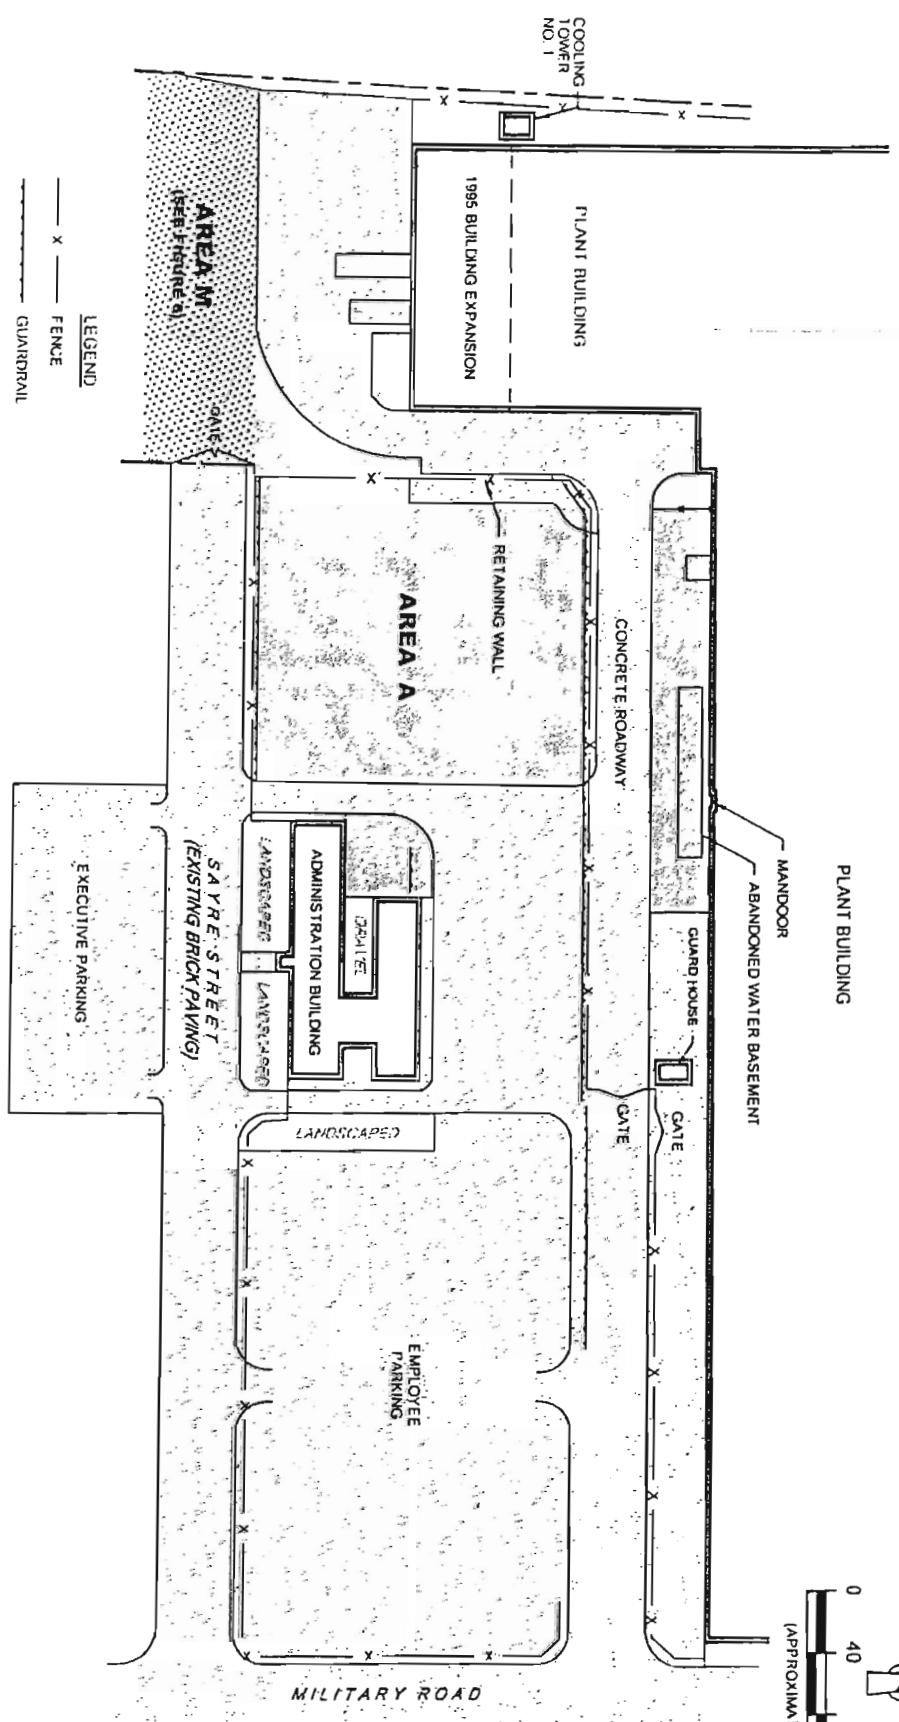 COOLING
TOWER
NO. 1
PLANT BUILDING
1995 BUILDING EXPANSION
AREA M
(SEE FIGURE 6)
GATE
LEGEND
FENCE
GUARDRAIL
RETAINING WALL
AREA A
CONCRETE ROADWAY
MANDOOR
ABANDONED WATER BASEMENT
PLANT BUILDING
GUARD HOUSE
GATE
GATE
LANDSCAPED
ADMINISTRATION BUILDING
LANDSCAPED
LANDSCAPED
SAYRE STREET
(EXISTING BRICK PAVING)
EXECUTIVE PARKING
EMPLOYEE
PARKING
MILITARY ROAD
0
40
(APPROXIMA